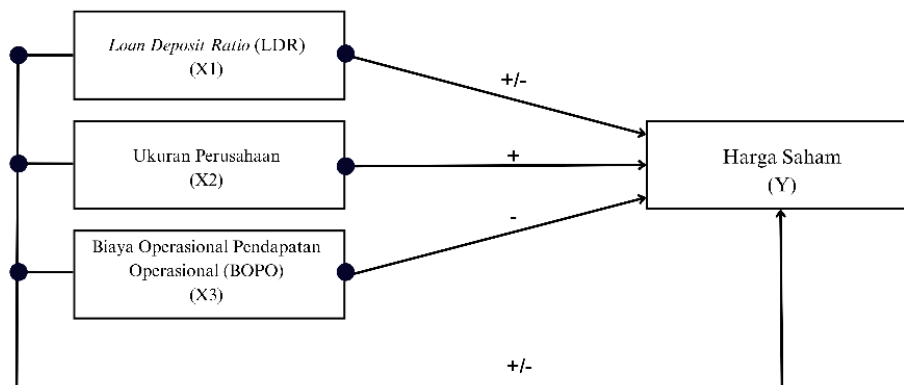 Loan Deposit Ratio (LDR)
(X1)
+/-
Ukuran Perusahaan
(X2)
+
Harga Saham
(Y)
Biaya Operasional Pendapatan
Operasional (BOPO)
(X3)
-
+/-